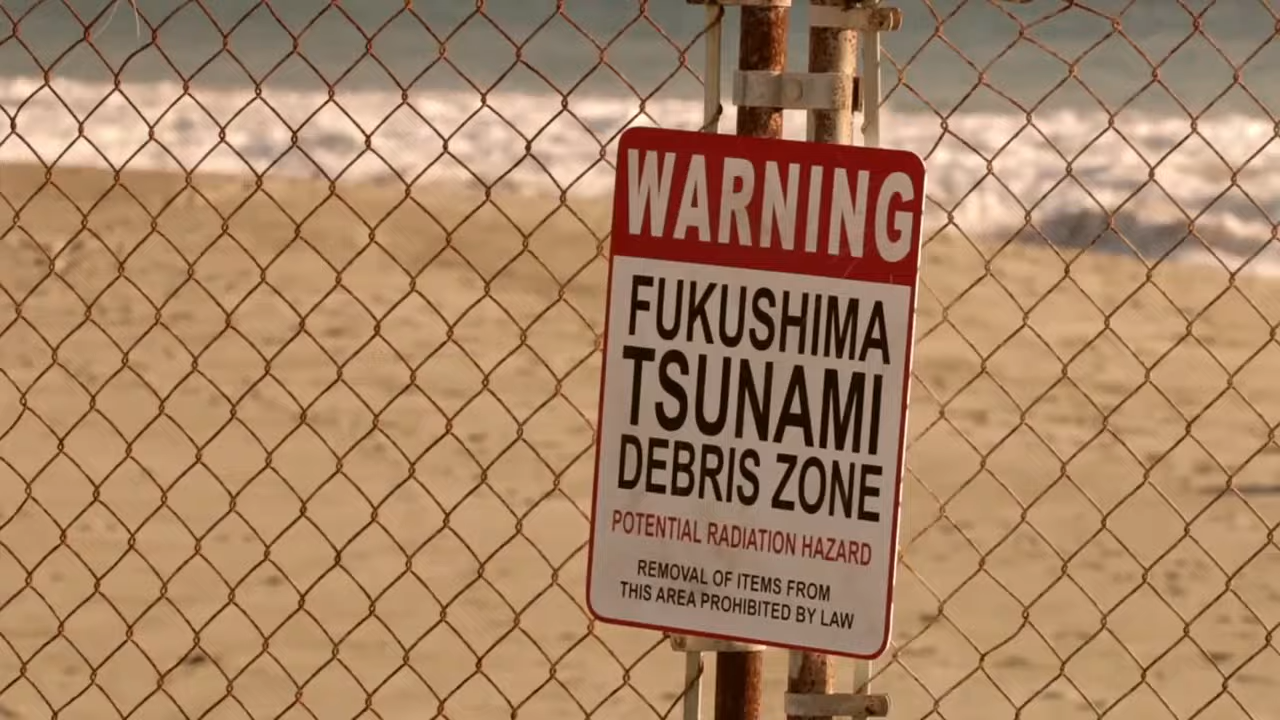 WARNING
FUKUSHIMA
TSUNAMI
DEBRIS ZONE
POTENTIAL RADIATION HAZARD
REMOVAL OF ITEMS FROM
THIS AREA PROHIBITED BY LAW